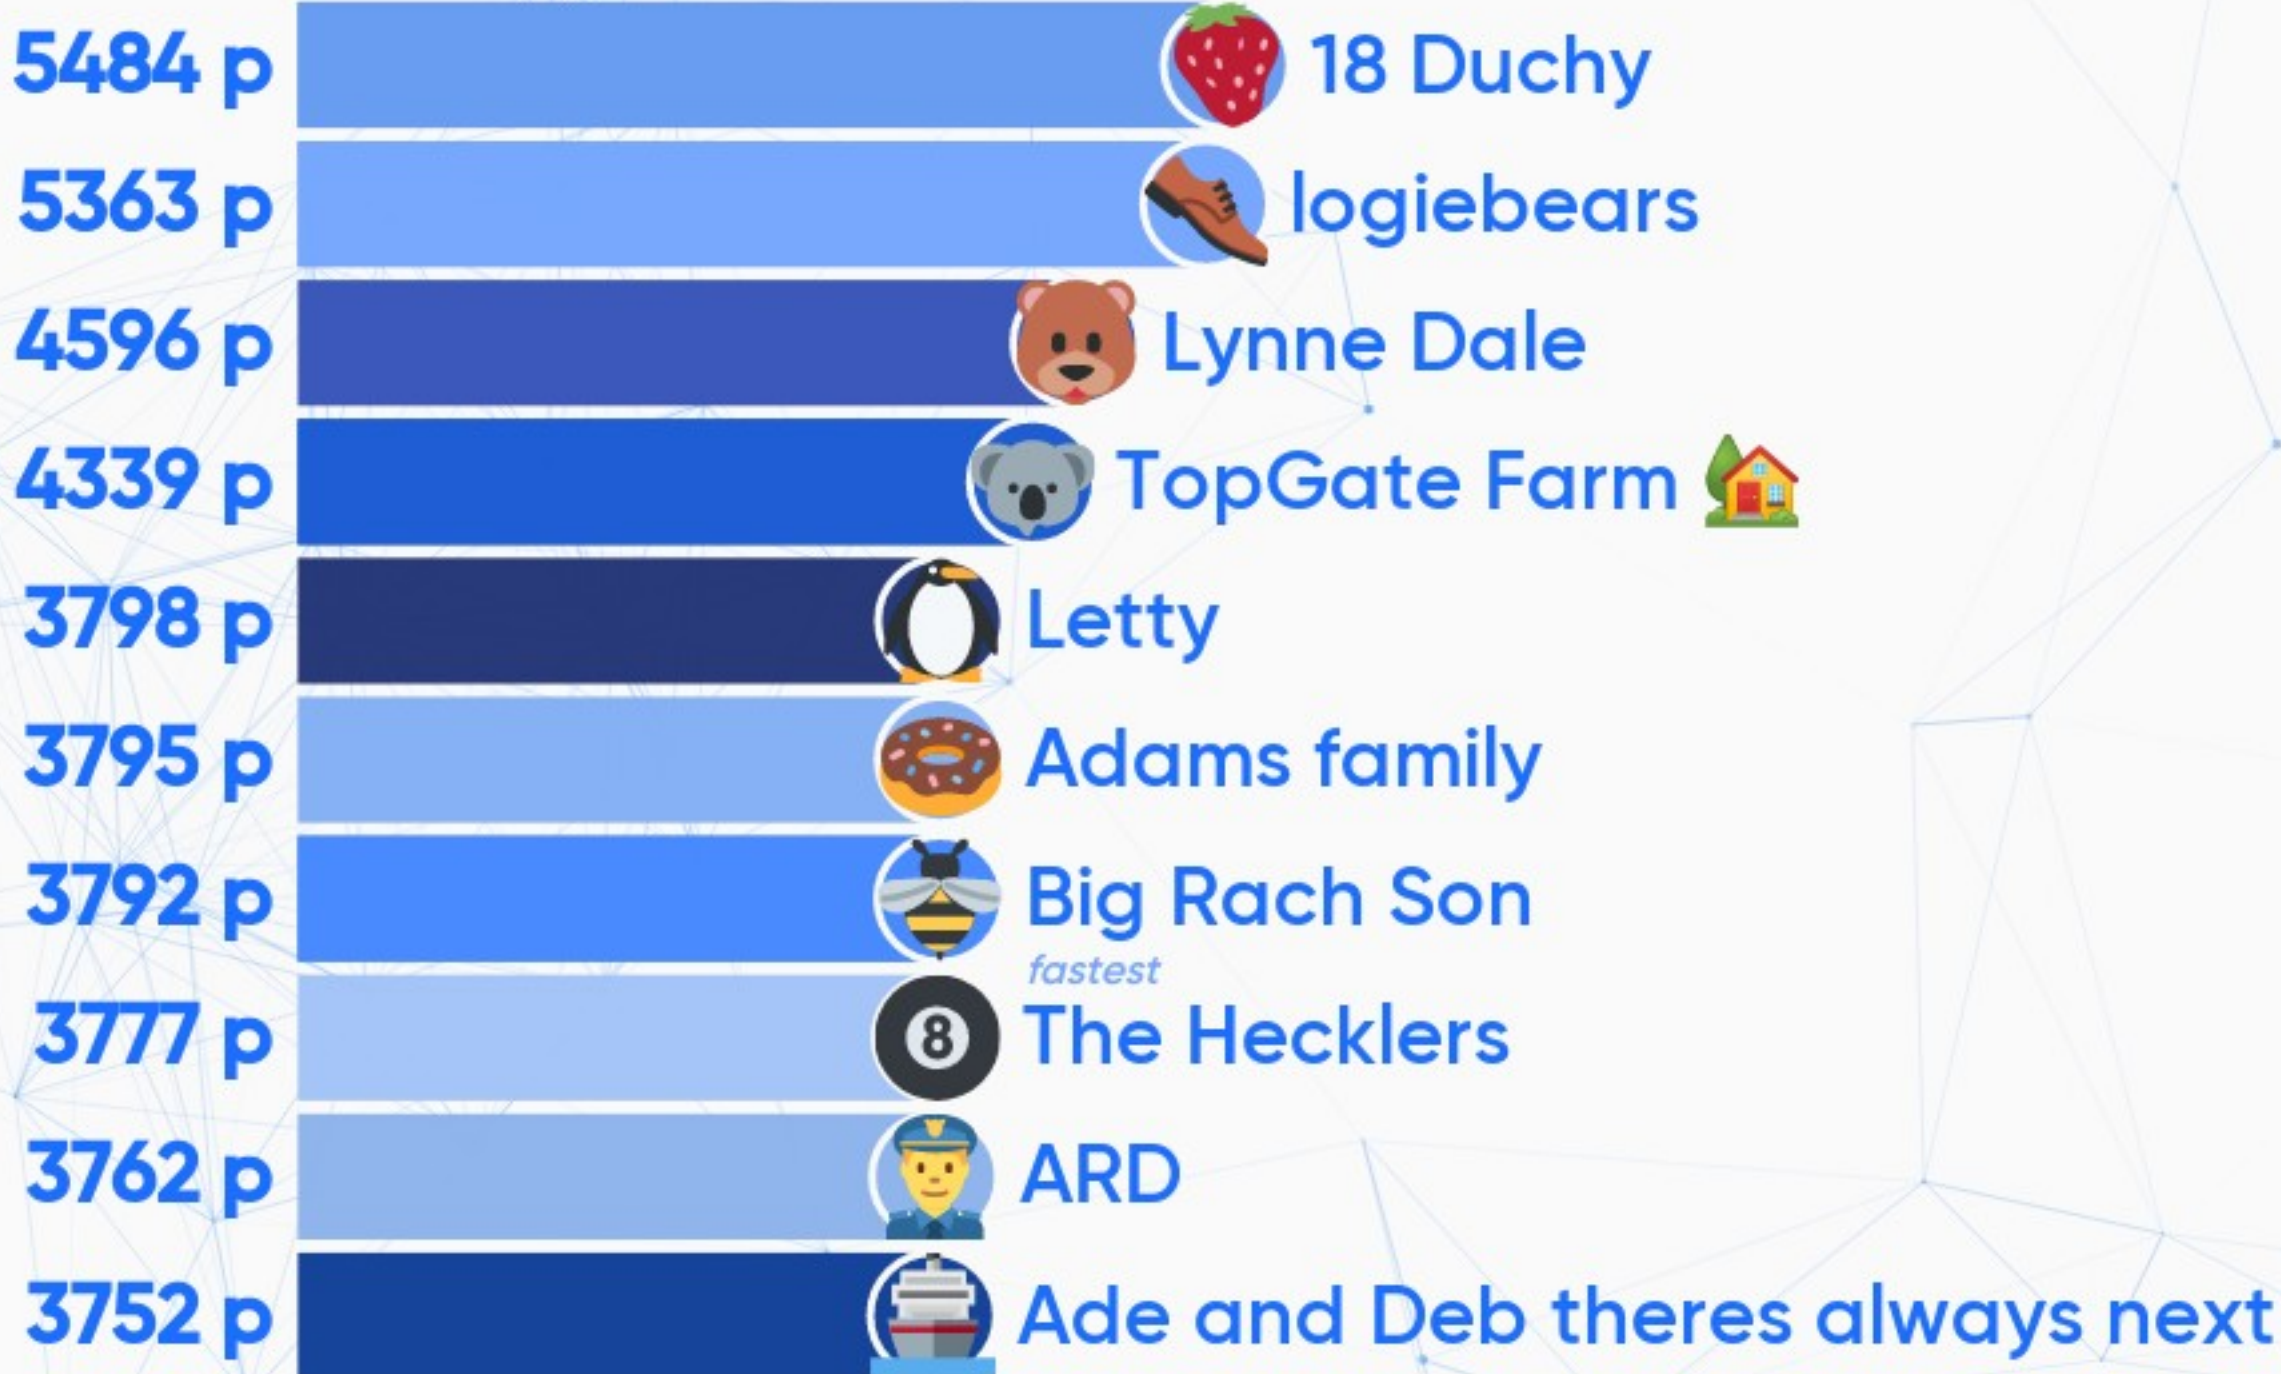 5484 p 18 Duchy
5363 p logiebears
4596 p Lynne Dale
4339 p TopGate Farm
3798 p Letty
3795 p Adams family
3792 p Big Rach Son
fastest
3777 p 8 The Hecklers
3762 p ARD
3752 p Ade and Deb theres always next